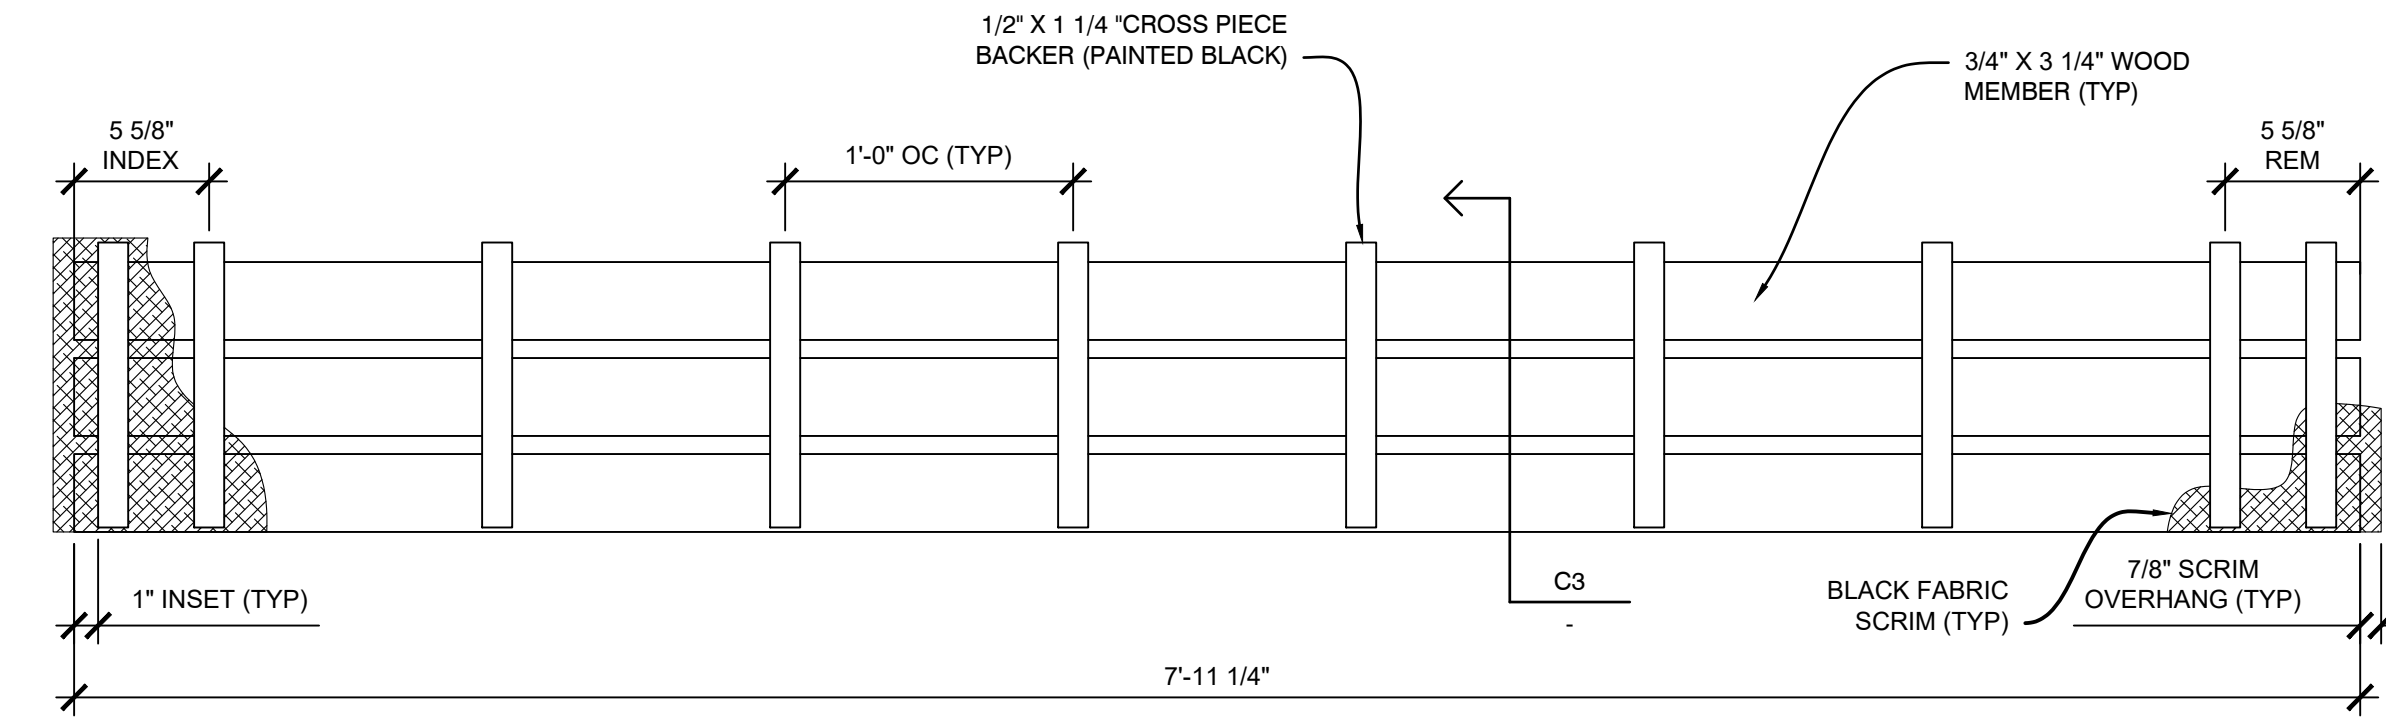 1/2" X 1 1/4 "CROSS PIECE
BACKER (PAINTED BLACK)
3/4" X 3 1/4" WOOD
MEMBER (TYP)
5 5/8"
INDEX
1'-0" OC (TYP)
5 5/8"
REM
C3
-
1" INSET (TYP)
BLACK FABRIC
SCRIM (TYP)
7/8" SCRIM
OVERHANG (TYP)
7'-11 1/4"